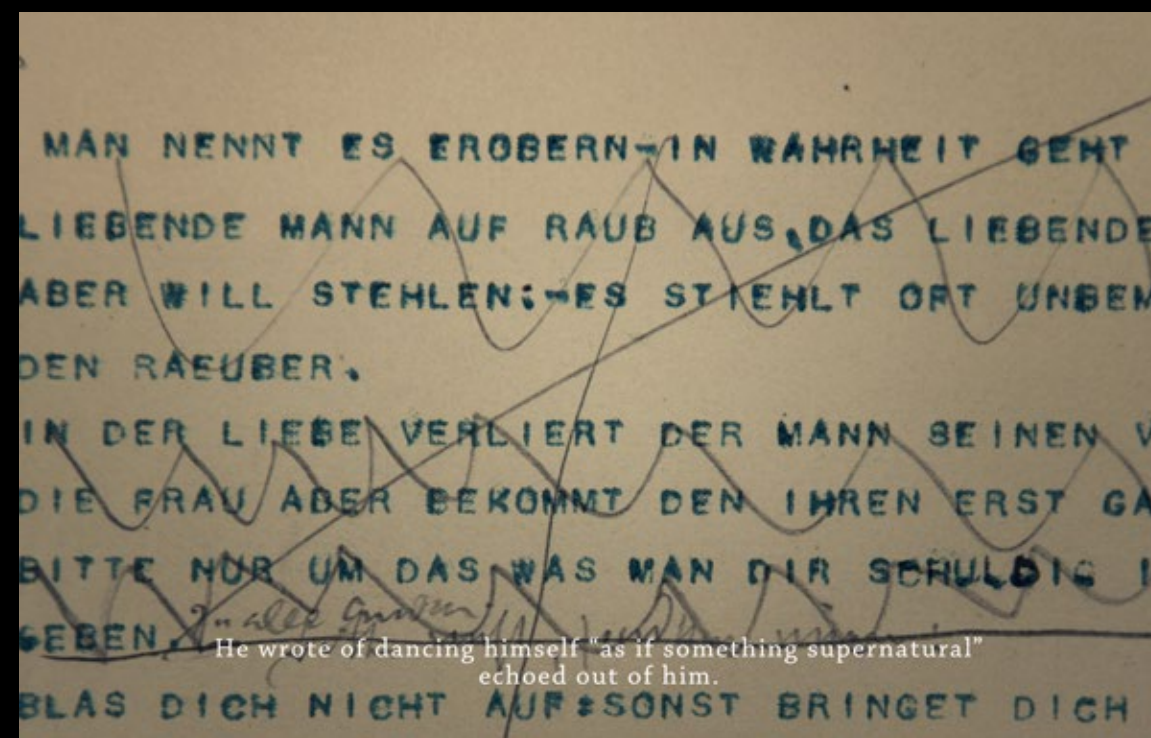 MAN NENNT ES EROBERN-IN WAHRHEIT GEHT
LIEBENDE MANN AUF RAUB AUS,DAS LIEBENDE
ABER WILL STEHLEN:-ES STIEHLT OFT
DEN RAEUBER.
IN DER LIEBE VERLIERT DER MANN SEINEN
DIE FRAU ABER BEKOMMT DEN IHREN ERST
BITTE NUR UM DAS WAS MAN DIR SCHULDIG
GEBEN.
He wrote of dancing himself “as if something supernatural”
echoed out of him.
BLAS DICH NICHT AUF:SONST BRINGET DICH